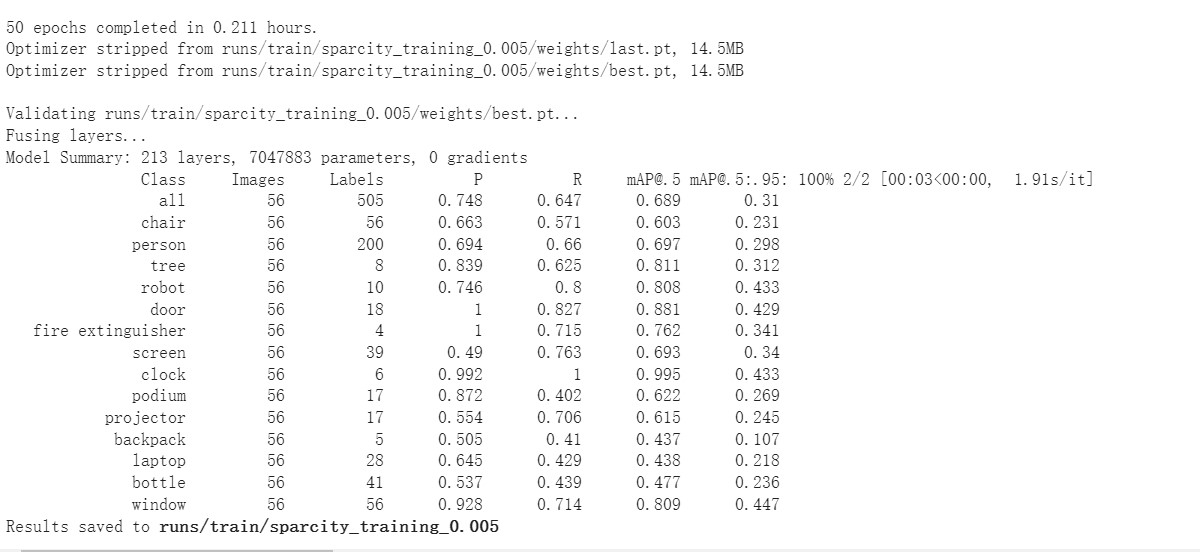 50 epochs completed in 0.211 hours.
Optimizer stripped from runs/train/sparcity_training_0.005/weights/last.pt, 14.5MB
Optimizer stripped from runs/train/sparcity_training_0.005/weights/best.pt, 14.5MB
Validating runs/train/sparcity_training_0.005/weights/best.pt...
Fusing layers...
Model Summary: 213 layers, 7047883 parameters, 0 gradients
Class Images Labels P R mAP@.5 mAP@.5:.95: 100% 2/2 [00:03<00:00, 1.91s/it]
all 56 505 0.748 0.647 0.689 0.31
chair 56 56 0.663 0.571 0.603 0.231
person 56 200 0.694 0.66 0.697 0.298
tree 56 8 0.839 0.625 0.811 0.312
robot 56 10 0.746 0.8 0.808 0.433
door 56 18 1 0.827 0.881 0.429
fire extinguisher 56 4 1 0.715 0.762 0.341
screen 56 39 0.49 0.763 0.693 0.34
clock 56 6 0.992 1 0.995 0.433
podium 56 17 0.872 0.402 0.622 0.269
projector 56 17 0.554 0.706 0.615 0.245
backpack 56 5 0.505 0.41 0.437 0.107
laptop 56 28 0.645 0.429 0.438 0.218
bottle 56 41 0.537 0.439 0.477 0.236
window 56 56 0.928 0.714 0.809 0.447
Results saved to runs/train/sparcity_training_0.005